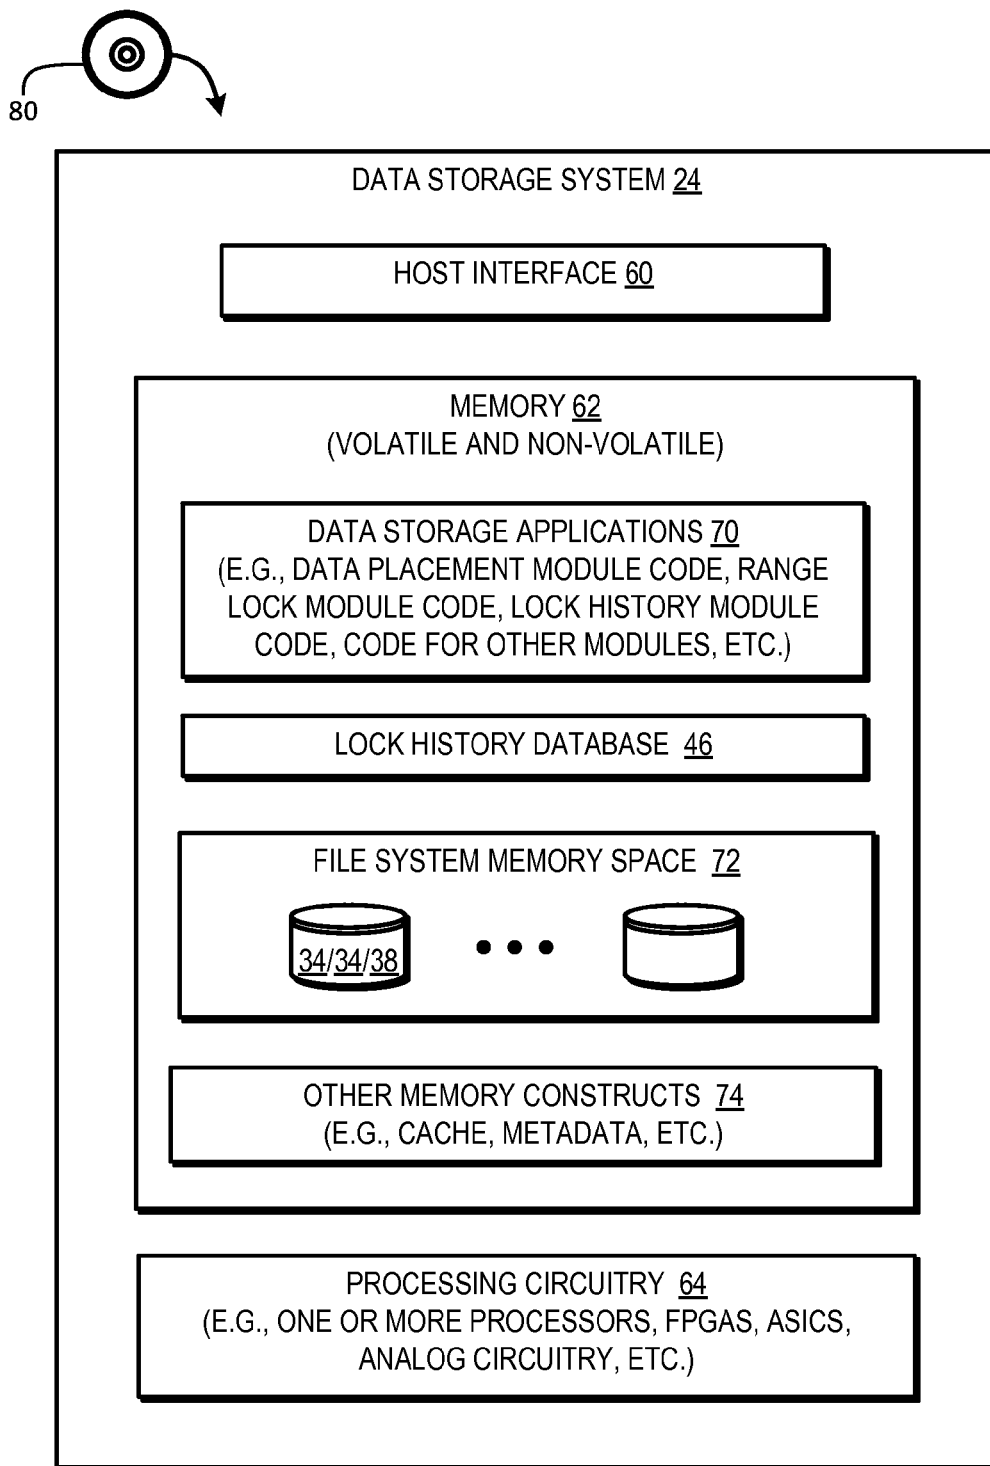 80
DATA STORAGE SYSTEM 24
HOST INTERFACE 60
MEMORY 62
(VOLATILE AND NON-VOLATILE)
DATA STORAGE APPLICATIONS 70
(E.G., DATA PLACEMENT MODULE CODE, RANGE
LOCK MODULE CODE, LOCK HISTORY MODULE
CODE, CODE FOR OTHER MODULES, ETC.)
LOCK HISTORY DATABASE 46
FILE SYSTEM MEMORY SPACE 72
34/34/38
OTHER MEMORY CONSTRUCTS 74
(E.G., CACHE, METADATA, ETC.)
PROCESSING CIRCUITRY 64
(E.G., ONE OR MORE PROCESSORS, FPGAS, ASICS,
ANALOG CIRCUITRY, ETC.)